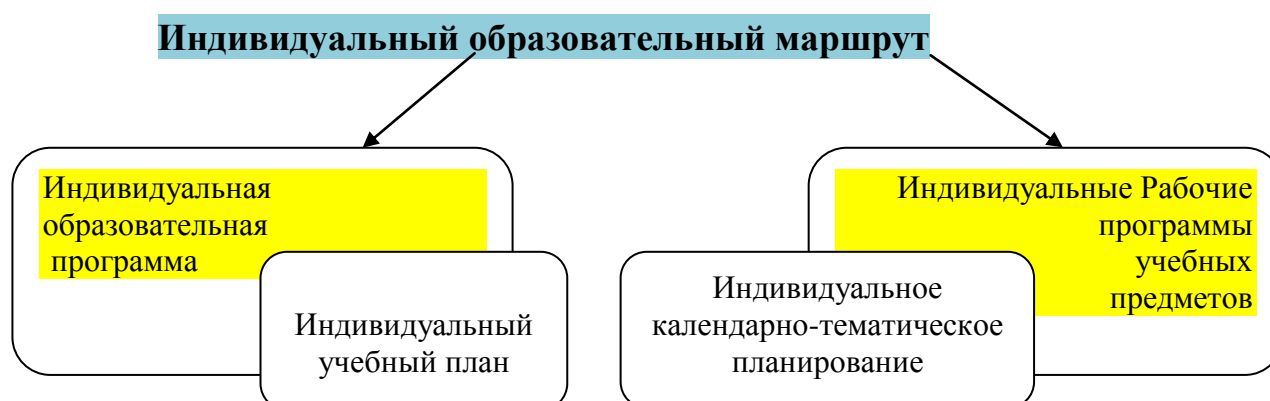 Индивидуальный образовательный маршрут
Индивидуальная
образовательная
программа
Индивидуальный
учебный план
Индивидуальное
календарно-тематическое
планирование
Индивидуальные Рабочие
программы
учебных
предметов